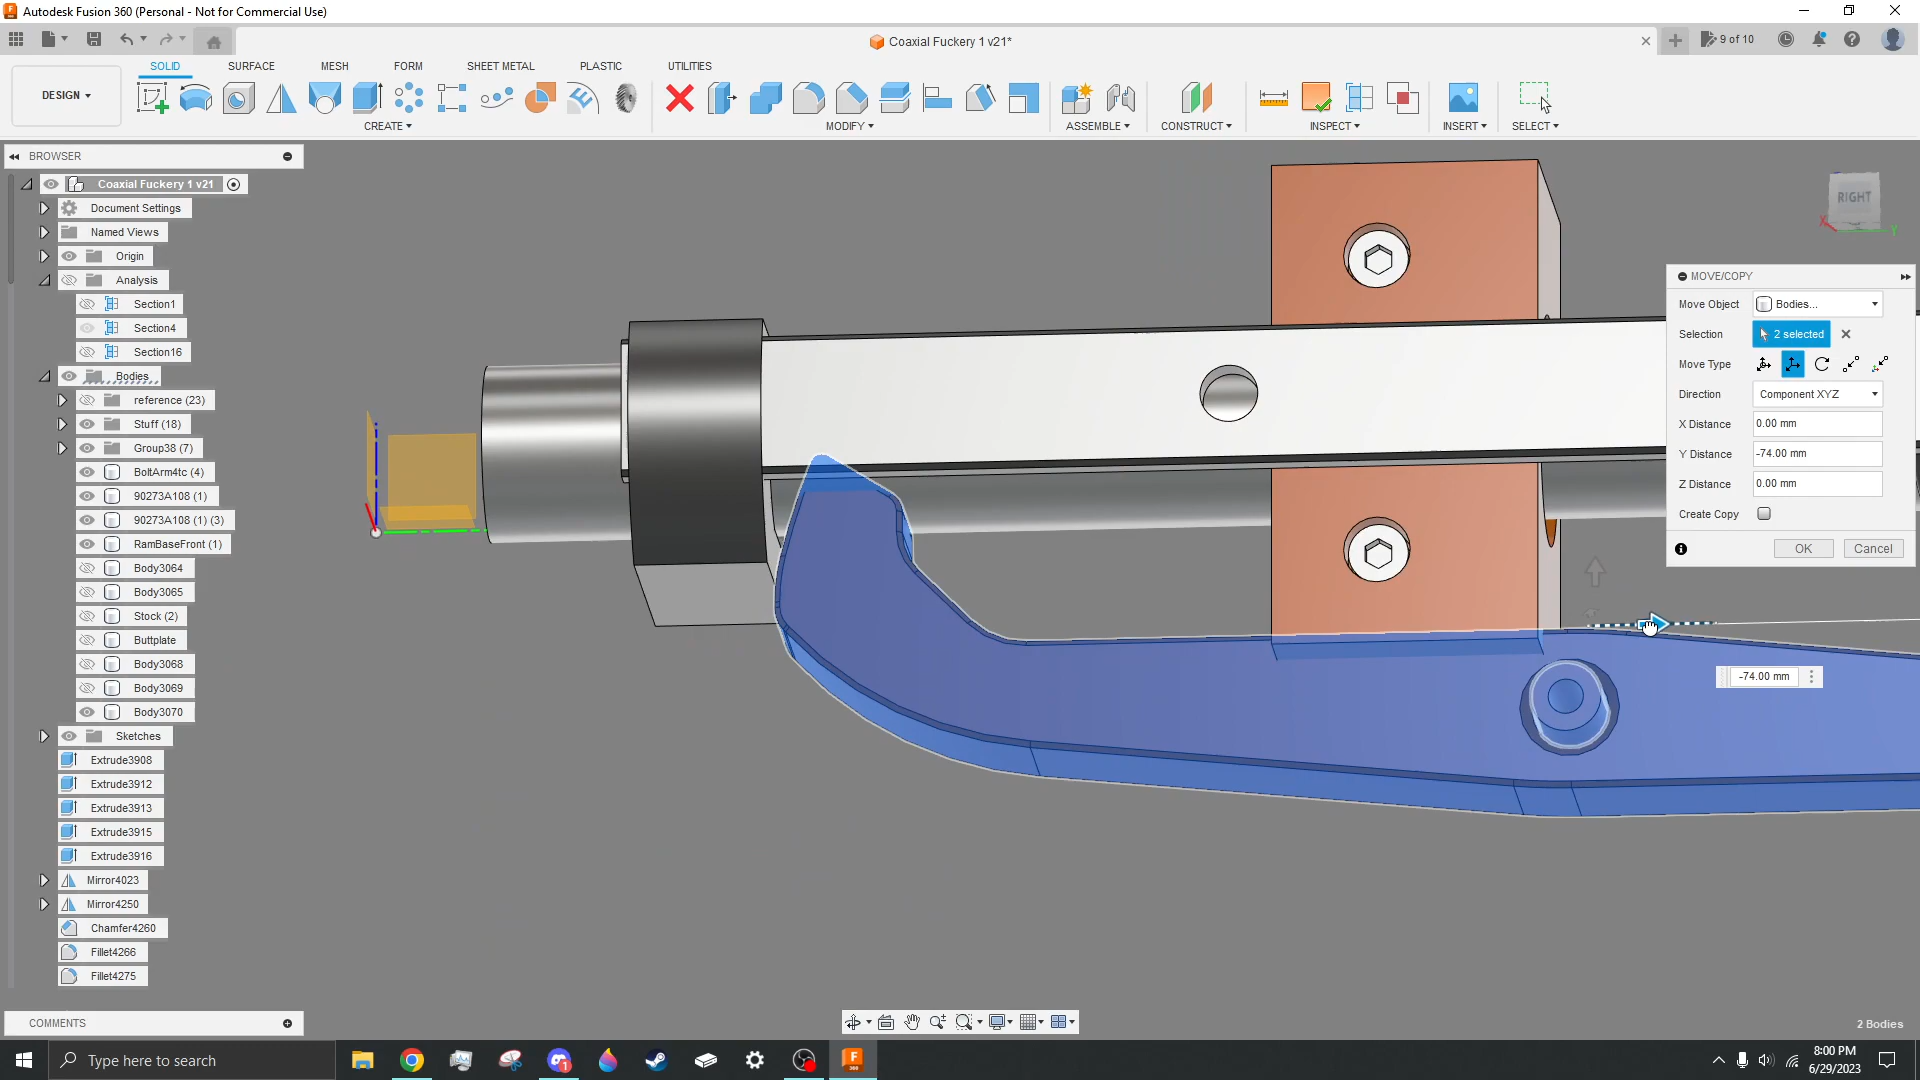 Autodesk Fusion 360 (Personal - Not for Commercial Use)
Coaxial Fuckery 1 v21*
9 of 10
SOLID
SURFACE
MESH
FORM
SHEET METAL
PLASTIC
UTILITIES
DESIGN
CREATE
MODIFY
ASSEMBLE
CONSTRUCT
INSPECT
INSERT
SELECT
BROWSER
Coaxial Fuckery 1 v21
Document Settings
Named Views
Origin
Analysis
Section1
Section4
Section16
Bodies
reference (23)
Stuff (18)
Group38 (7)
BoltArm4tc (4)
90273A108 (1)
90273A108 (1) (3)
RamBaseFront (1)
Body3064
Body3065
Stock (2)
Buttplate
Body3068
Body3069
Body3070
Sketches
Extrude3908
Extrude3912
Extrude3913
Extrude3915
Extrude3916
Mirror4023
Mirror4250
Chamfer4260
Fillet4266
Fillet4275
COMMENTS
RIGHT
X
Y
MOVE/COPY
Move Object
Bodies...
Selection
2 selected
Move Type
Direction
Component XYZ
X Distance
0.00 mm
Y Distance
-74.00 mm
Z Distance
0.00 mm
Create Copy
OK
Cancel
-74.00 mm
2 Bodies
Type here to search
1
F
360
8:00 PM
6/29/2023